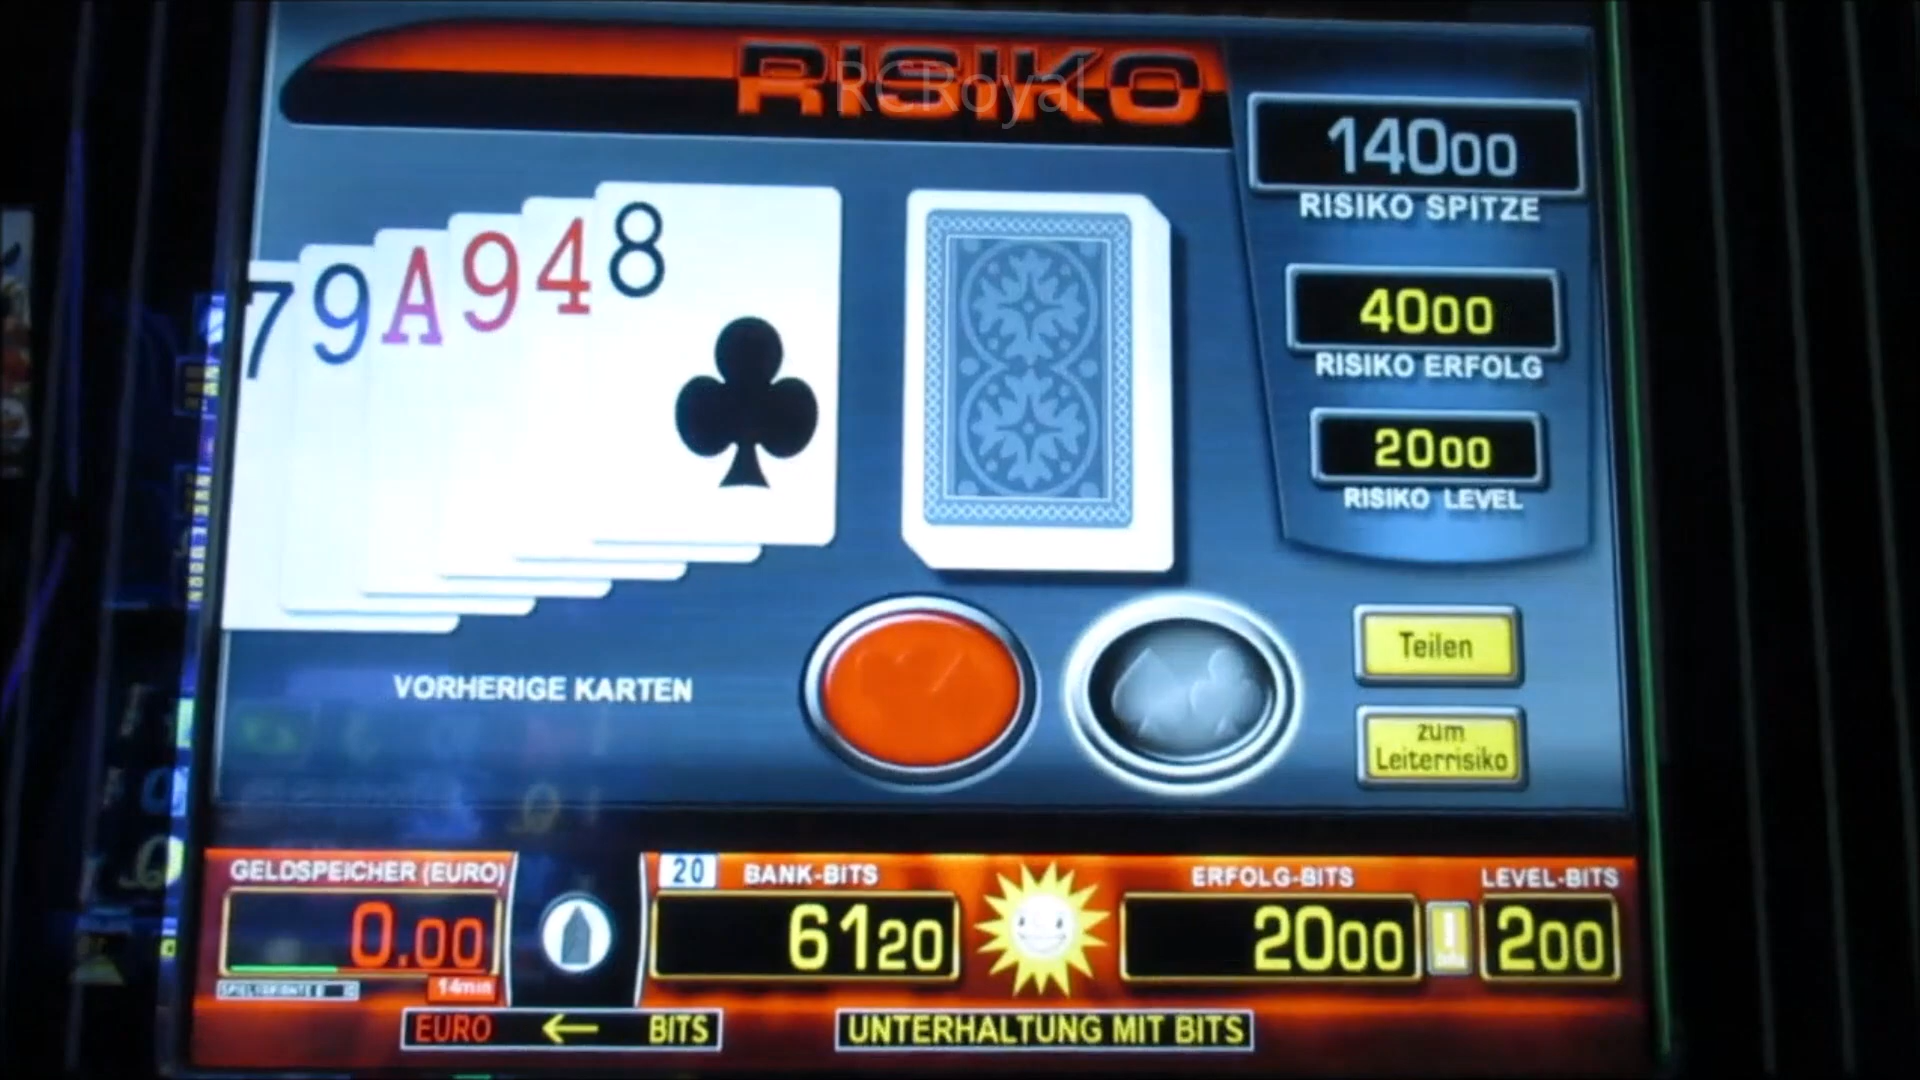 RISIKO
RCRoyal
14000
RISIKO SPITZE
7 9 A 9 4 8
4000
RISIKO ERFOLG
2000
RISIKO LEVEL
VORHERIGE KARTEN
Teilen
zum
Leiterrisiko
GELDSPEICHER (EURO)
0.00
14min
20 BANK-BITS
6120
ERFOLG-BITS
2000
LEVEL-BITS
200
EURO ← BITS
UNTERHALTUNG MIT BITS